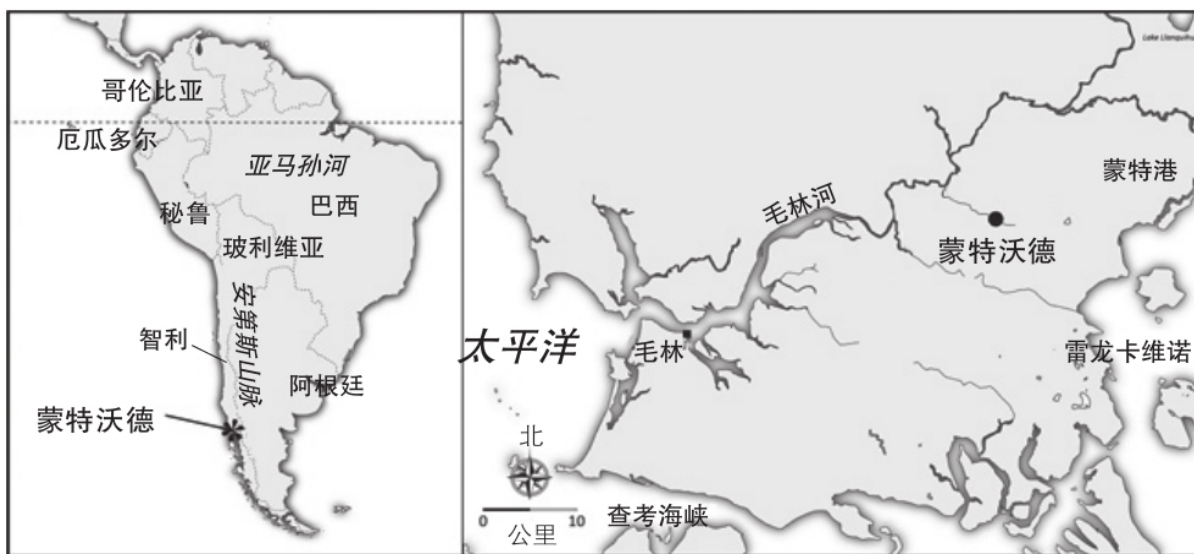 哥伦比亚
厄瓜多尔
亚马孙河
秘鲁
巴西
玻利维亚
安第斯山脉
智利
阿根廷
蒙特沃德
Lake Llanquihue
蒙特港
毛林河
蒙特沃德
太平洋
毛林
雷龙卡维诺
北
0 10
公里
查考海峡